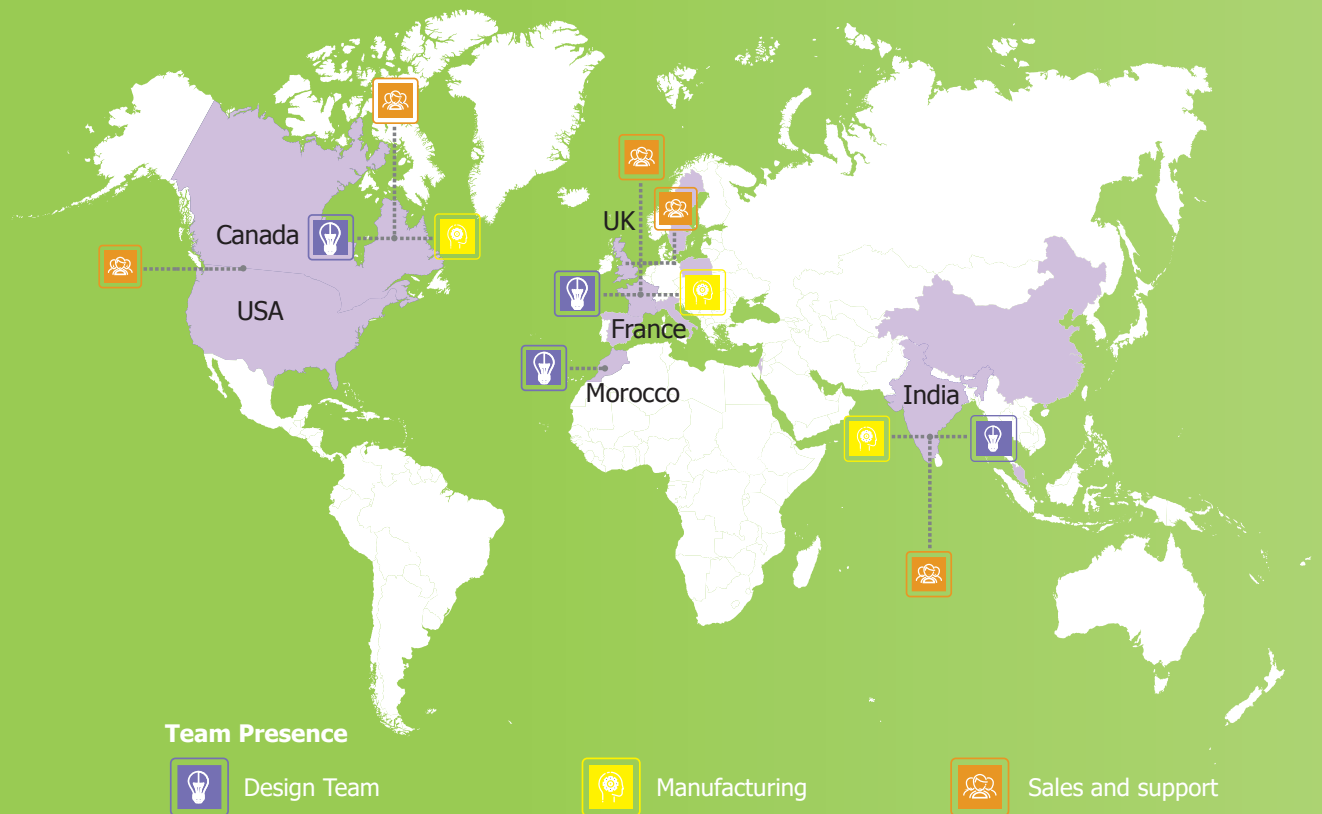 UK
Canada
USA
France
Morocco
India
Team Presence
Design Team
Manufacturing
Sales and support